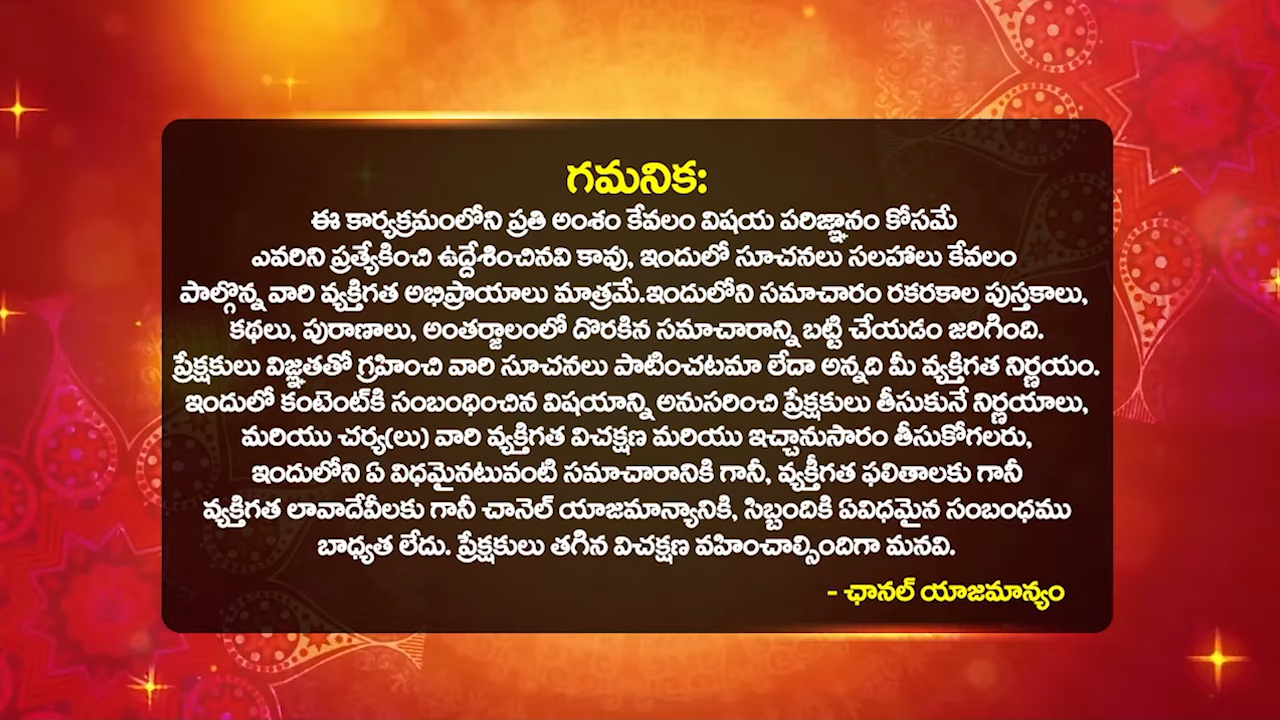 గమనిక:
ఈ కార్యక్రమంలోని ప్రతి అంశం కేవలం విషయ పరిజ్ఞానం కోసమే
ఎవరిని ప్రత్యేకించి ఉద్దేశించినవి కావు, ఇందులో సూచనలు సలహాలు కేవలం
పాల్గొన్న వారి వ్యక్తిగత అభిప్రాయాలు మాత్రమే.ఇందులోని సమాచారం రకరకాల పుస్తకాలు,
కథలు, పురాణాలు, అంతర్జాలంలో దొరకిన సమాచారాన్ని బట్టి చేయడం జరిగింది.
ప్రేక్షకులు విజ్ఞతతో గ్రహించి వారి సూచనలు పాటించటమా లేదా అన్నది మీ వ్యక్తిగత నిర్ణయం.
ఇందులో కంటెంట్‌కి సంబంధించిన విషయాన్ని అనుసరించి ప్రేక్షకులు తీసుకునే నిర్ణయాలు,
మరియు చర్య(లు) వారి వ్యక్తిగత విచక్షణ మరియు ఇచ్చానుసారం తీసుకోగలరు,
ఇందులోని ఏ విధమైనటువంటి సమాచారానికి గానీ, వ్యక్తీగత ఫలితాలకు గానీ
వ్యక్తిగత లావాదేవీలకు గానీ చానెల్ యాజమాన్యానికి, సిబ్బందికి ఏవిధమైన సంబంధము
బాధ్యత లేదు. ప్రేక్షకులు తగిన విచక్షణ వహించాల్సిందిగా మనవి.
- ఛానల్ యాజమాన్యం